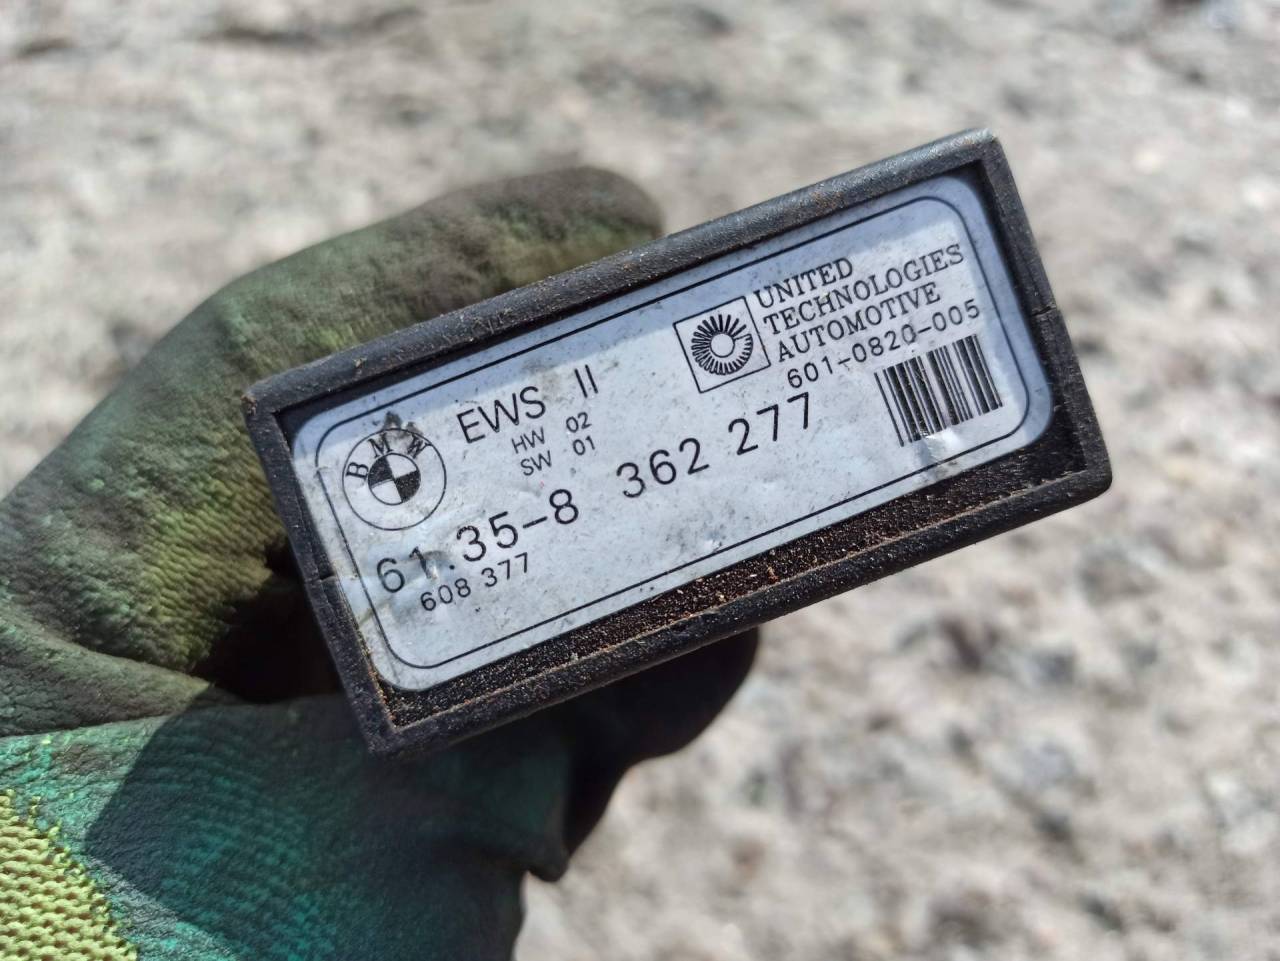 BMW
EWS II
HW 02
SW 01
UNITED
TECHNOLOGIES
AUTOMOTIVE
601-0820-005
61.35-8 362 277
608 377